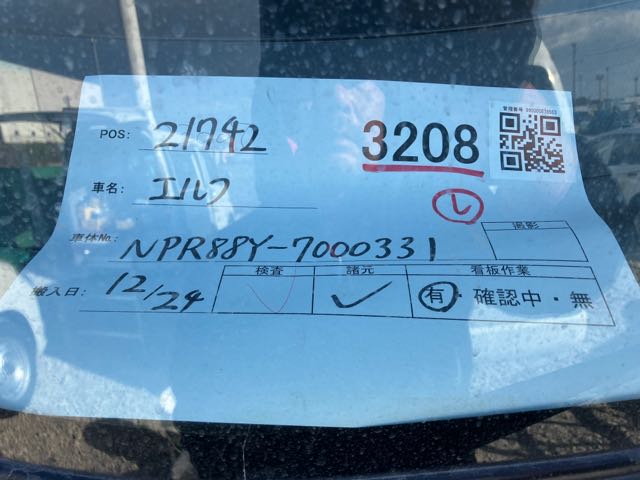 管理番号
POS: 21742
3208
車名: エルフ
レ
車体No: NPR88Y-7000331
撮影
搬入日: 12/24
検査 諸元 看板作業
有・確認中・無